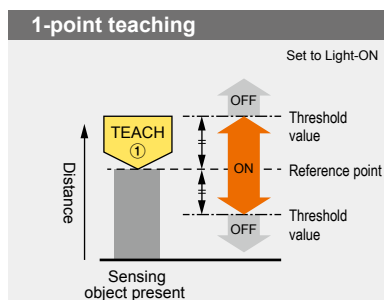 1-point teaching
Set to Light-ON
OFF
TEACH
①
Threshold
value
Distance
ON
Reference point
Threshold
value
OFF
Sensing
object present